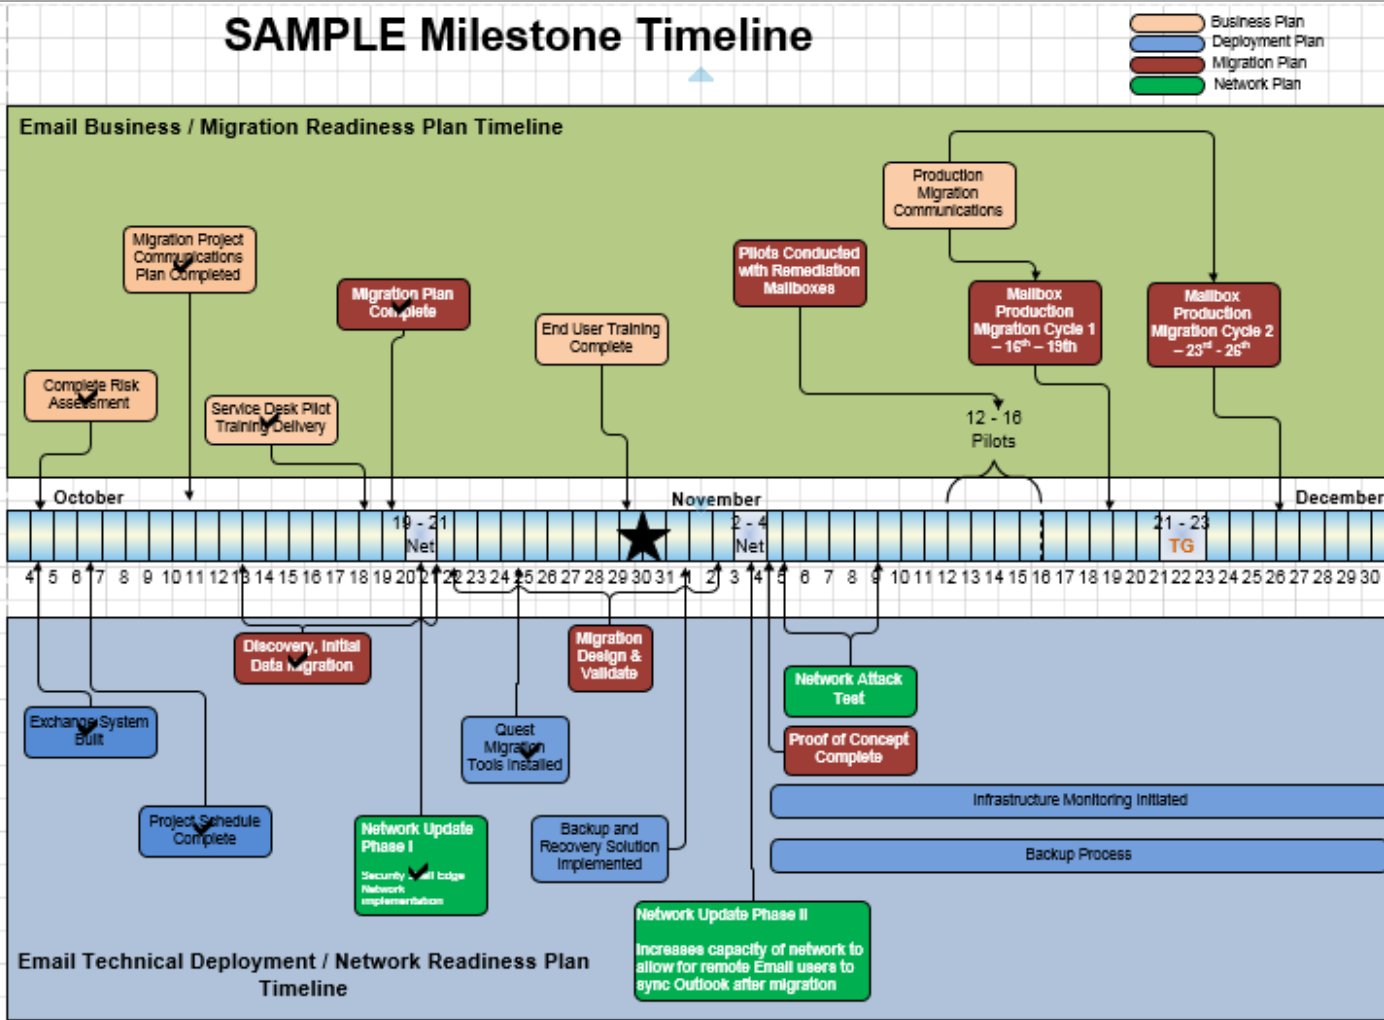 SAMPLE Milestone Timeline
Business Plan
Deployment Plan
Migration Plan
Network Plan
Email Business / Migration Readiness Plan Timeline
Production
Migration
Communications
Migration Project
Communications
Plan Completed
Pilots Conducted
with Remediation
Mailboxes
Migration Plan
Complete
Mailbox
Production
Migration Cycle 1
– 16th – 19th
Mailbox
Production
Migration Cycle 2
– 23rd - 26th
End User Training
Complete
Complete Risk
Assessment
Service Desk Pilot
Training Delivery
12 - 16
Pilots
October
November
December
19 - 21
Net
2 - 4
Net
21 - 23
TG
4 5 6 7 8 9 10 11 12 13 14 15 16 17 18 19 20 21 22 23 24 25 26 27 28 29 30 31 1 2 3 4 5 6 7 8 9 10 11 12 13 14 15 16 17 18 19 20 21 22 23 24 25 26 27 28 29 30
Discovery, Initial
Data Migration
Migration
Design &
Validate
Network Attack
Test
Exchange System
Built
Quest
Migration
Tools Installed
Proof of Concept
Complete
Infrastructure Monitoring Initiated
Project Schedule
Complete
Network Update
Phase I
Security Edge
Network
implementation
Backup and
Recovery Solution
Implemented
Backup Process
Network Update Phase II
Increases capacity of network to
allow for remote Email users to
sync Outlook after migration
Email Technical Deployment / Network Readiness Plan
Timeline